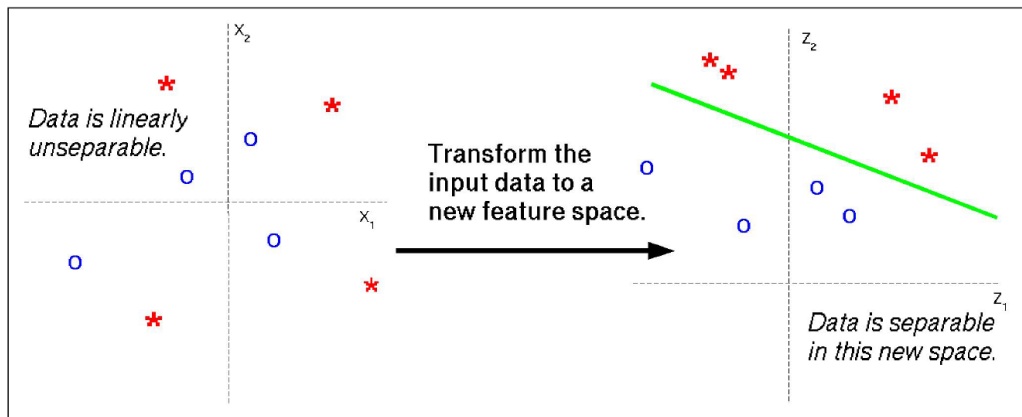 X2
Data is linearly
unseparable.
X1
Transform the
input data to a
new feature space.
Z2
Z1
Data is separable
in this new space.